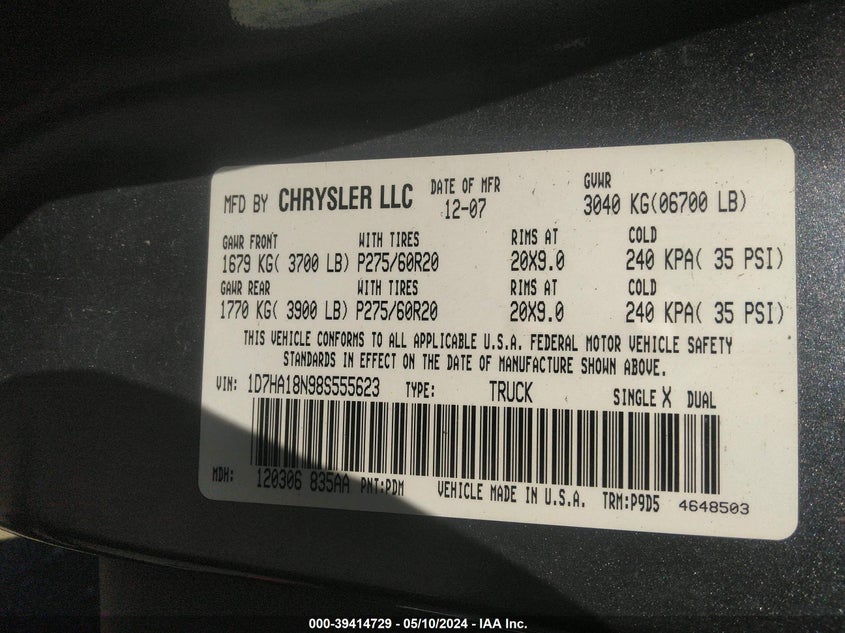 MFD BY CHRYSLER LLC DATE OF MFR 12-07 GVWR 3040 KG(06700 LB)
GAWR FRONT WITH TIRES RIMS AT COLD
1679 KG( 3700 LB) P275/60R20 20X9.0 240 KPA( 35 PSI)
GAWR REAR WITH TIRES RIMS AT COLD
1770 KG( 3900 LB) P275/60R20 20X9.0 240 KPA( 35 PSI)
THIS VEHICLE CONFORMS TO ALL APPLICABLE U.S.A. FEDERAL MOTOR VEHICLE SAFETY
STANDARDS IN EFFECT ON THE DATE OF MANUFACTURE SHOWN ABOVE.
VIN: 1D7HA18N98S555623 TYPE: TRUCK SINGLE X DUAL
MDH: 120306 835AA PNT:PDM VEHICLE MADE IN U.S.A. TRM:P9D5 4648503
000-39414729 - 05/10/2024 - IAA Inc.